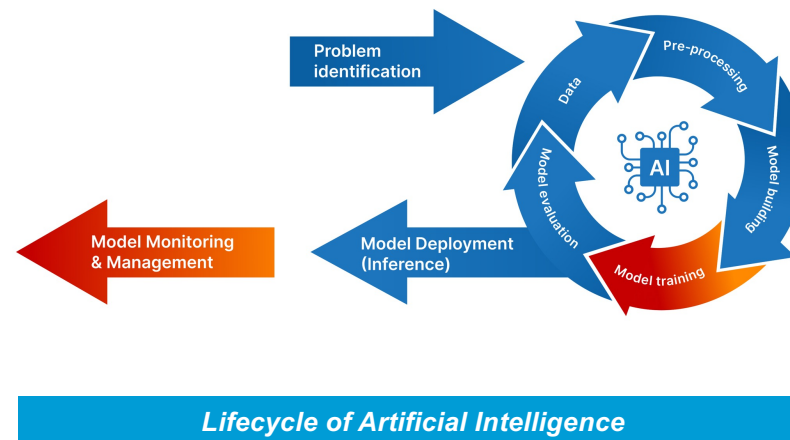 Problem
identification
Data
Pre-processing
Model building
Model training
Model evaluation
AI
Model Deployment
(Inference)
Model Monitoring
& Management
Lifecycle of Artificial Intelligence